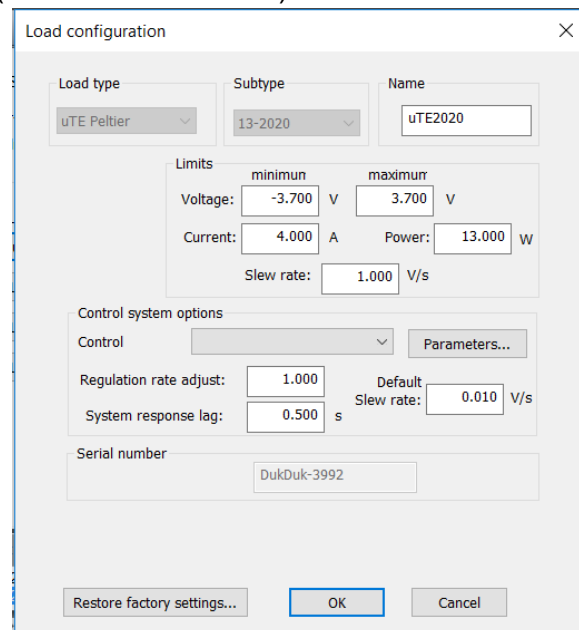 Load configuration
Load type Subtype Name
uTE Peltier 13-2020 uTE2020
Limits
minimun maximun
Voltage: -3.700 V 3.700 V
Current: 4.000 A Power: 13.000 W
Slew rate: 1.000 V/s
Control system options
Control Parameters...
Regulation rate adjust: 1.000 Default Slew rate: 0.010 V/s
System response lag: 0.500 s
Serial number
DukDuk-3992
Restore factory settings... OK Cancel